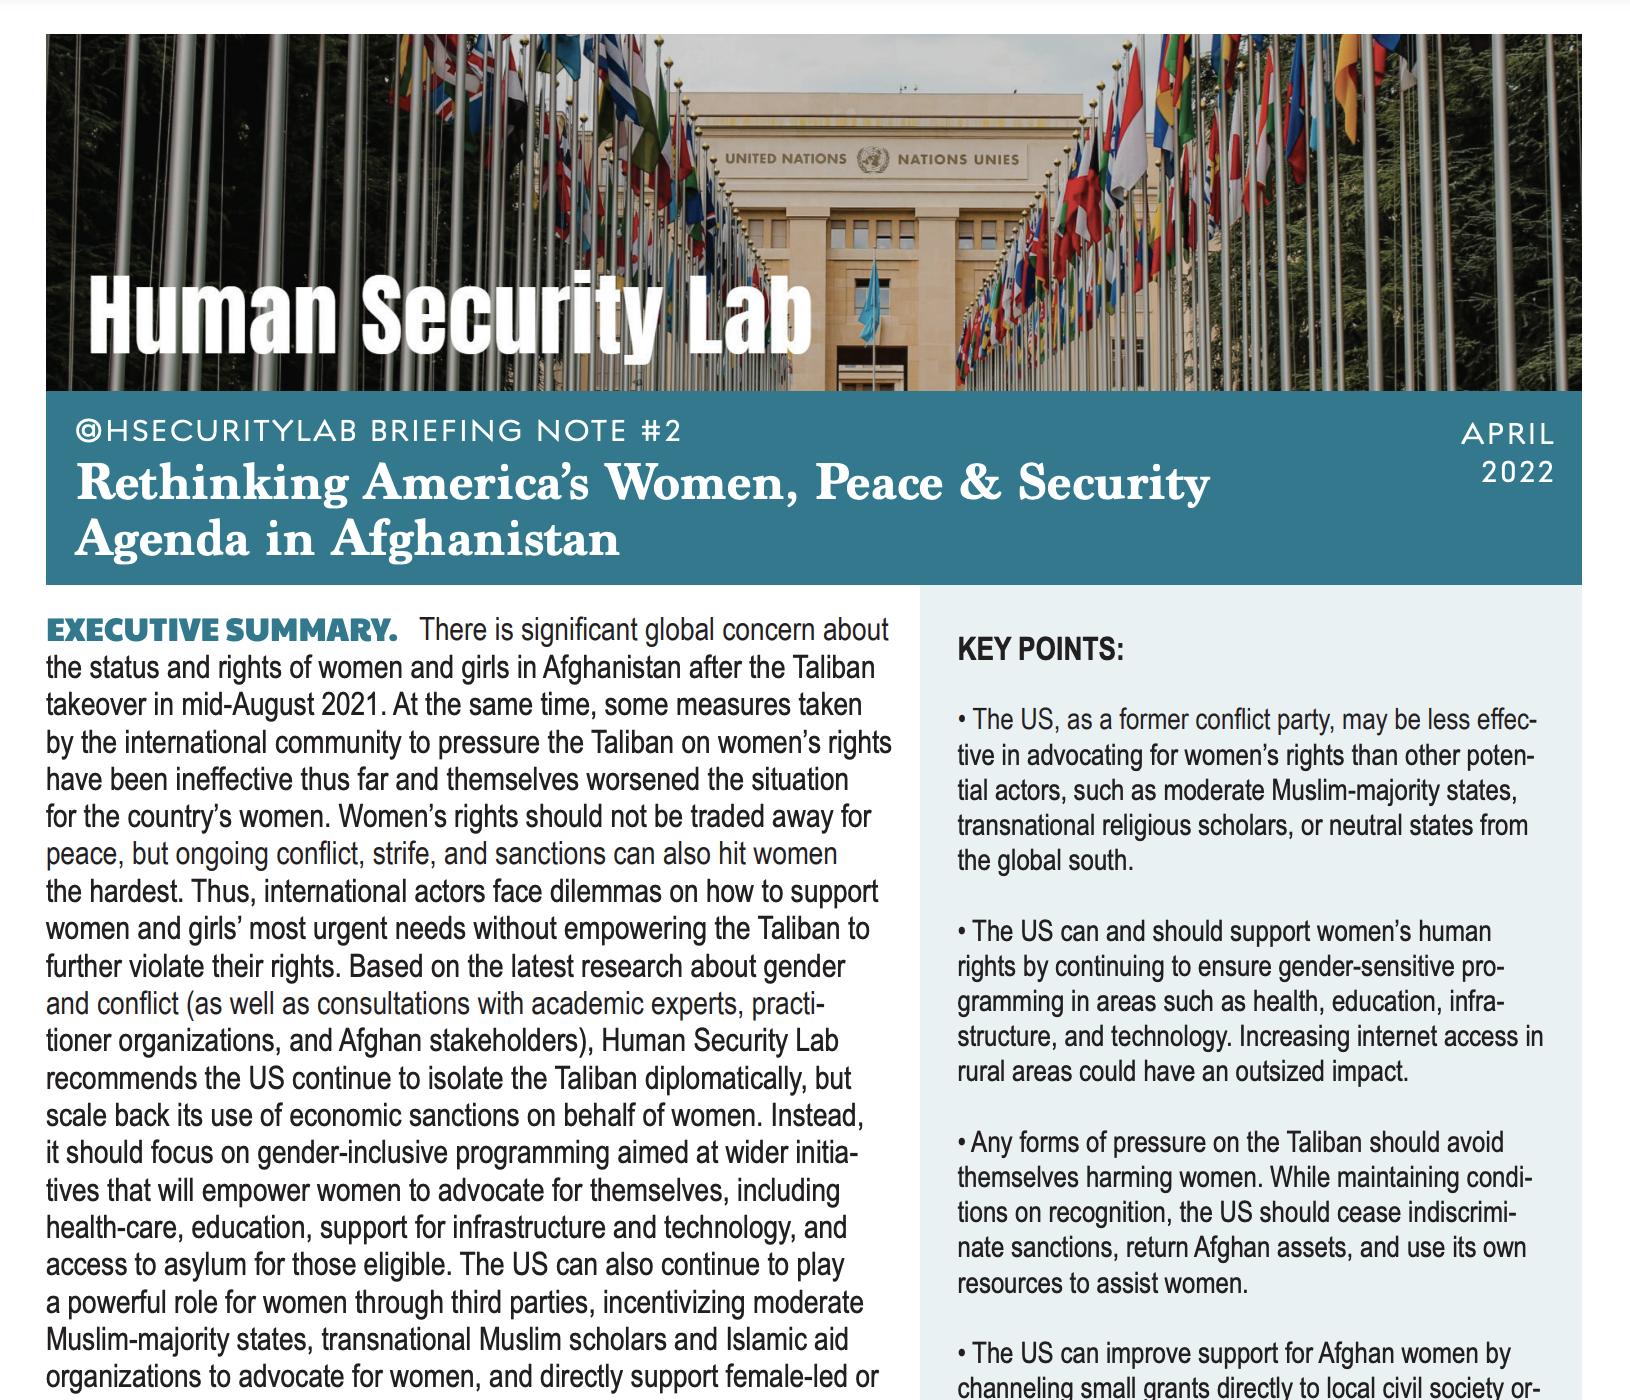 UNITED NATIONS NATIONS UNIES
Human Security Lab
@HSECURITYLAB BRIEFING NOTE #2
APRIL
2022
Rethinking America's Women, Peace & Security
Agenda in Afghanistan
EXECUTIVE SUMMARY. There is significant global concern about
the status and rights of women and girls in Afghanistan after the Taliban
takeover in mid-August 2021. At the same time, some measures taken
by the international community to pressure the Taliban on women's rights
have been ineffective thus far and themselves worsened the situation
for the country's women. Women's rights should not be traded away for
peace, but ongoing conflict, strife, and sanctions can also hit women
the hardest. Thus, international actors face dilemmas on how to support
women and girls' most urgent needs without empowering the Taliban to
further violate their rights. Based on the latest research about gender
and conflict (as well as consultations with academic experts, practi-
tioner organizations, and Afghan stakeholders), Human Security Lab
recommends the US continue to isolate the Taliban diplomatically, but
scale back its use of economic sanctions on behalf of women. Instead,
it should focus on gender-inclusive programming aimed at wider initia-
tives that will empower women to advocate for themselves, including
health-care, education, support for infrastructure and technology, and
access to asylum for those eligible. The US can also continue to play
a powerful role for women through third parties, incentivizing moderate
Muslim-majority states, transnational Muslim scholars and Islamic aid
organizations to advocate for women, and directly support female-led or
KEY POINTS:
• The US, as a former conflict party, may be less effec-
tive in advocating for women's rights than other poten-
tial actors, such as moderate Muslim-majority states,
transnational religious scholars, or neutral states from
the global south.
• The US can and should support women's human
rights by continuing to ensure gender-sensitive pro-
gramming in areas such as health, education, infra-
structure, and technology. Increasing internet access in
rural areas could have an outsized impact.
• Any forms of pressure on the Taliban should avoid
themselves harming women. While maintaining condi-
tions on recognition, the US should cease indiscrimi-
nate sanctions, return Afghan assets, and use its own
resources to assist women.
• The US can improve support for Afghan women by
channeling small grants directly to local civil society or-